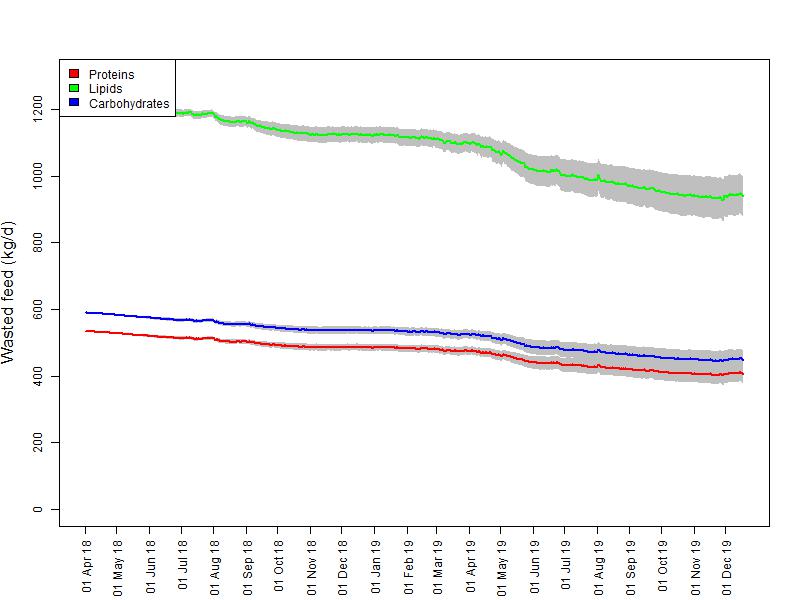 Proteins
Lipids
Carbohydrates
Wasted feed (kg/d)
1200
1000
800
600
400
200
0
01 Apr 18
01 May 18
01 Jun 18
01 Jul 18
01 Aug 18
01 Sep 18
01 Oct 18
01 Nov 18
01 Dec 18
01 Jan 19
01 Feb 19
01 Mar 19
01 Apr 19
01 May 19
01 Jun 19
01 Jul 19
01 Aug 19
01 Sep 19
01 Oct 19
01 Nov 19
01 Dec 19